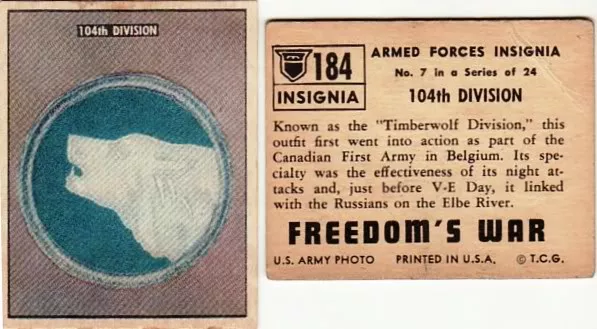 104th DIVISION
184
INSIGNIA
ARMED FORCES INSIGNIA
No. 7 in a Series of 24
104th DIVISION
Known as the "Timberwolf Division," this
outfit first went into action as part of the
Canadian First Army in Belgium. Its spe-
cialty was the effectiveness of its night at-
tacks and, just before V-E Day, it linked
with the Russians on the Elbe River.
FREEDOM'S WAR
U.S. ARMY PHOTO PRINTED IN U.S.A. © T.C.G.